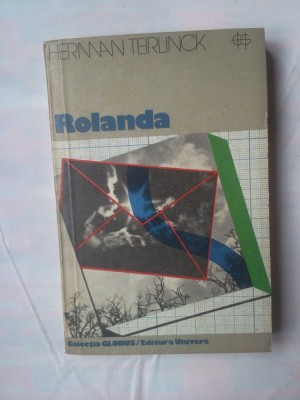 HERMAN TEIRLINCK
Rolanda
Colecția GLOBUS/Editura Univers